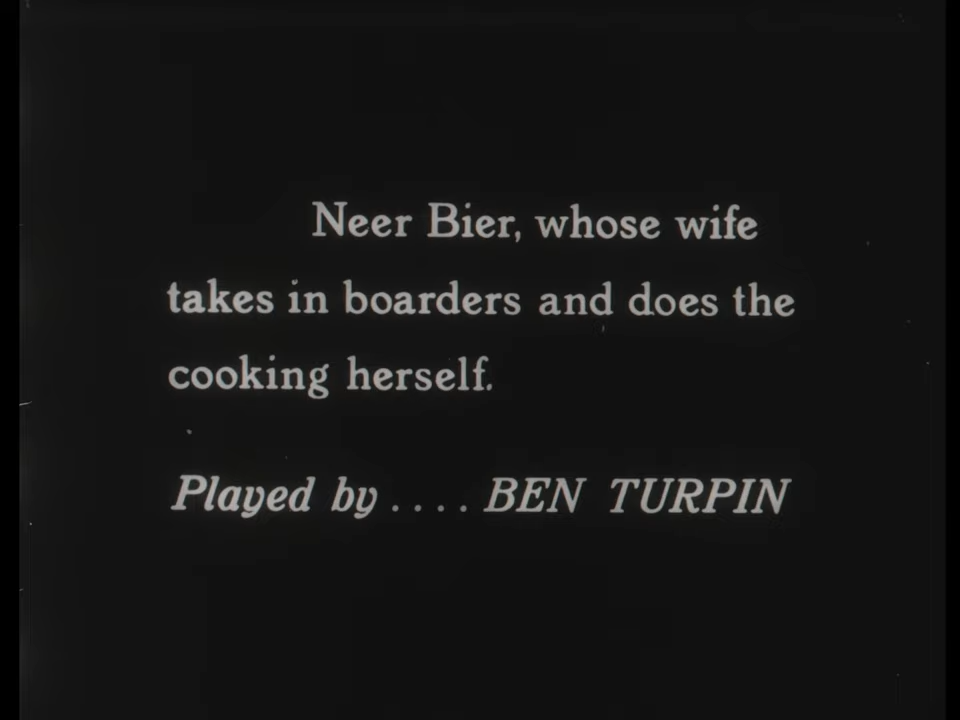 Neer Bier, whose wife
takes in boarders and does the
cooking herself.
Played by .... BEN TURPIN